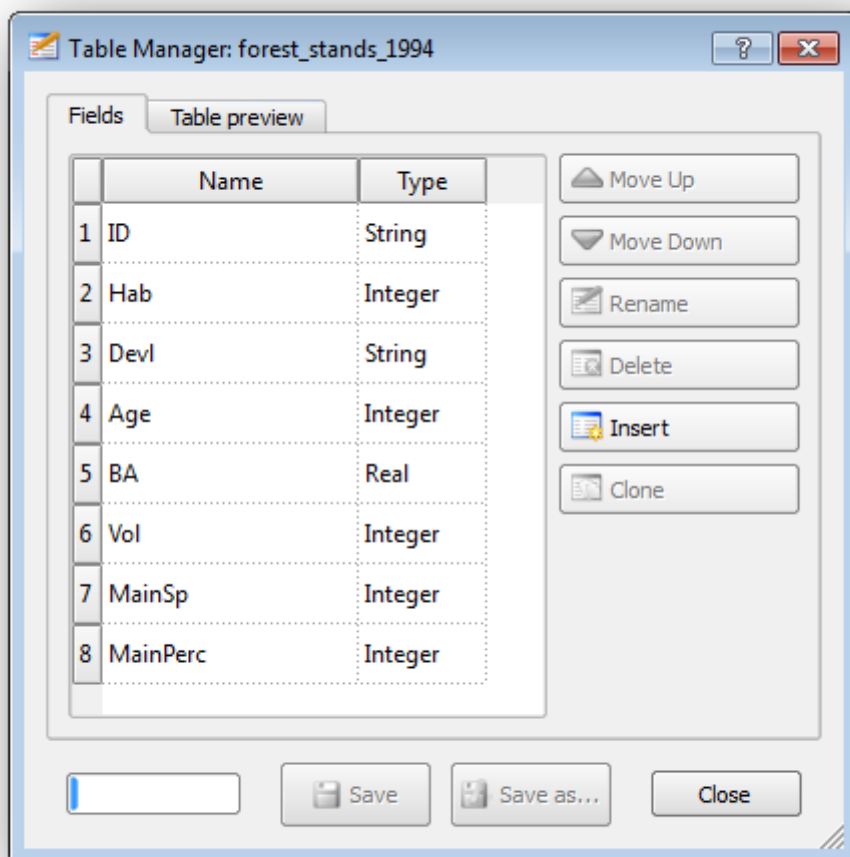 Table Manager: forest_stands_1994
?
Fields Table preview
Name Type
1 ID String
2 Hab Integer
3 Devl String
4 Age Integer
5 BA Real
6 Vol Integer
7 MainSp Integer
8 MainPerc Integer
Move Up
Move Down
Rename
Delete
Insert
Clone
Save Save as... Close